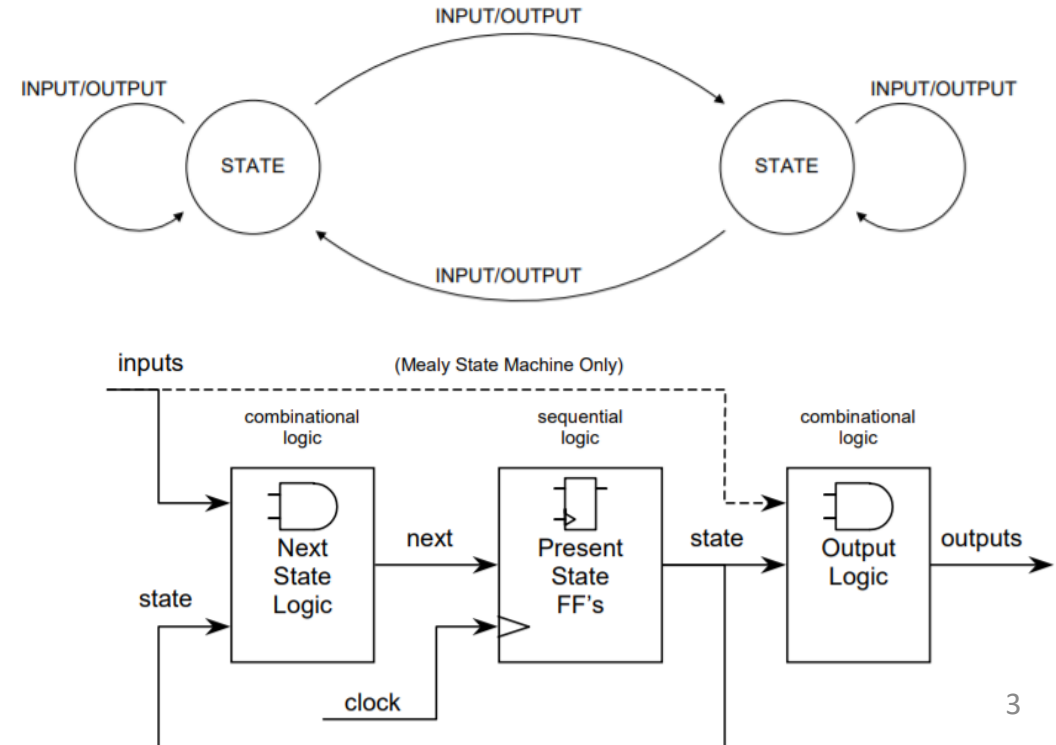 INPUT/OUTPUT
INPUT/OUTPUT
INPUT/OUTPUT
STATE
STATE
INPUT/OUTPUT
inputs
(Mealy State Machine Only)
combinational
logic
sequential
logic
combinational
logic
Next
State
Logic
next
Present
State
FF's
state
Output
Logic
outputs
state
clock
3